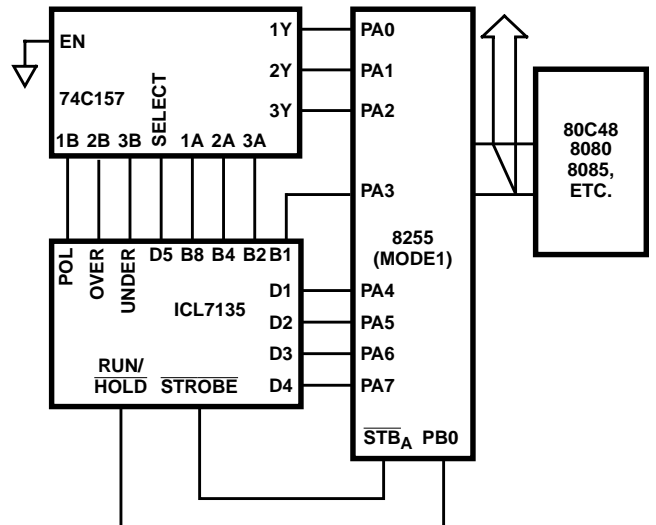 EN
1Y
2Y
3Y
74C157
SELECT
1B 2B 3B 1A 2A 3A
PA0
PA1
PA2
PA3
8255
(MODE1)
PA4
PA5
PA6
PA7
STBA PB0
80C48
8080
8085,
ETC.
POL
OVER
UNDER
D5 B8 B4 B2 B1
D1
D2
D3
D4
ICL7135
RUN/
HOLD STROBE